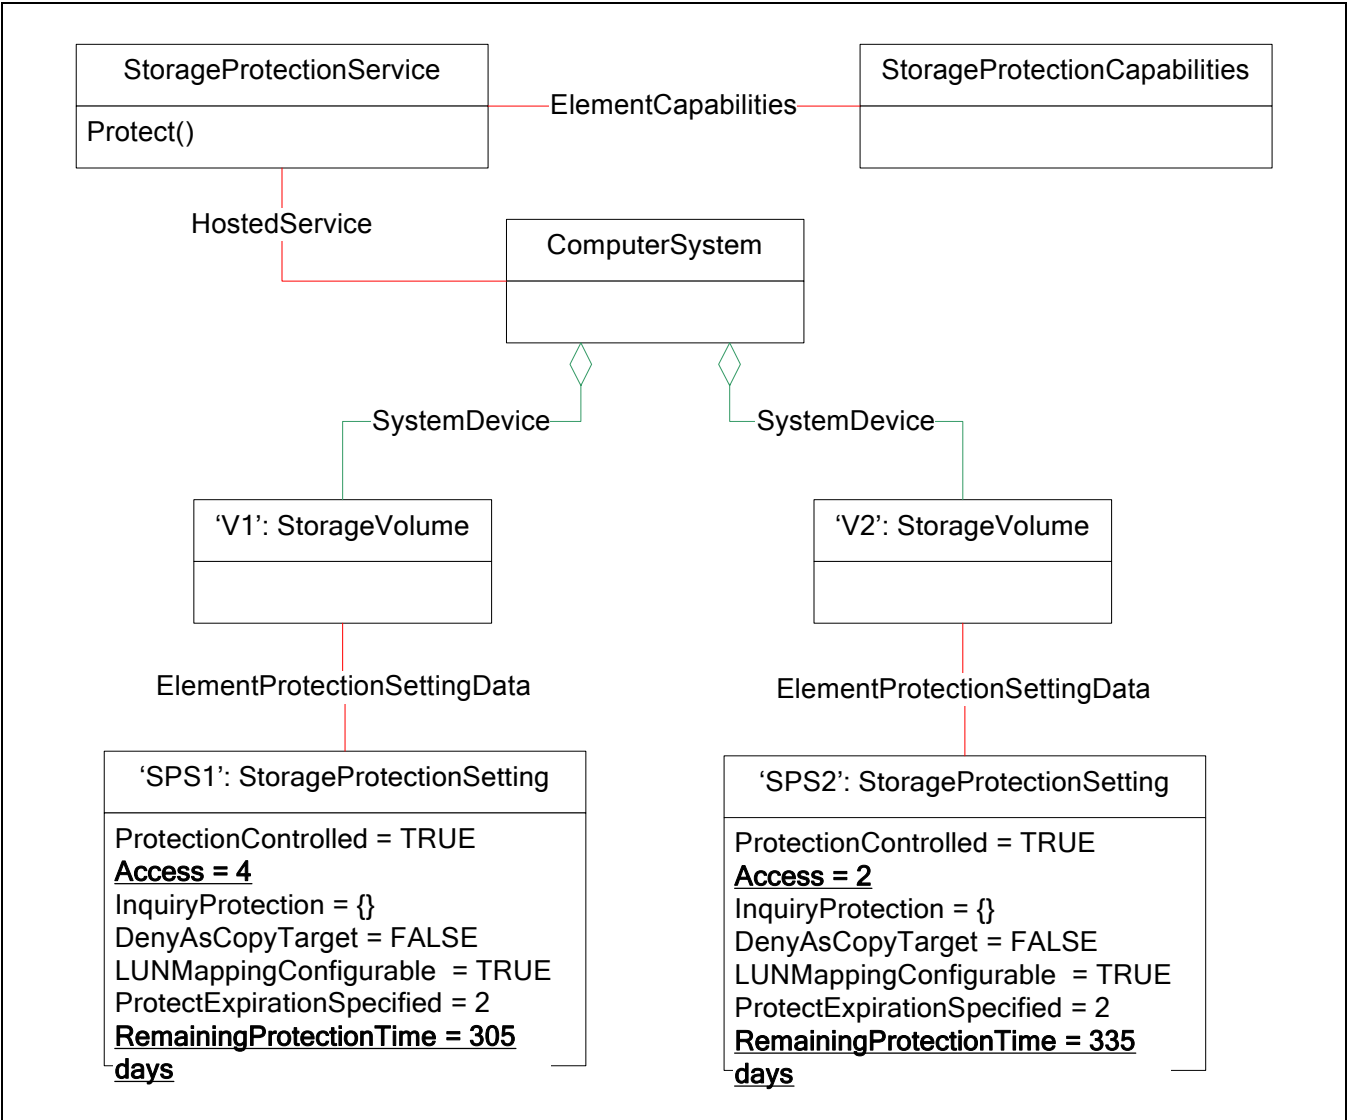 StorageProtectionService
Protect()
ElementCapabilities
StorageProtectionCapabilities
HostedService
ComputerSystem
SystemDevice
SystemDevice
‘V1’: StorageVolume
‘V2’: StorageVolume
ElementProtectionSettingData
ElementProtectionSettingData
‘SPS1’: StorageProtectionSetting
ProtectionControlled = TRUE
Access = 4
InquiryProtection = {}
DenyAsCopyTarget = FALSE
LUNMappingConfigurable  = TRUE
ProtectExpirationSpecified = 2
RemainingProtectionTime = 305
days
‘SPS2’: StorageProtectionSetting
ProtectionControlled = TRUE
Access = 2
InquiryProtection = {}
DenyAsCopyTarget = FALSE
LUNMappingConfigurable  = TRUE
ProtectExpirationSpecified = 2
RemainingProtectionTime = 335
days